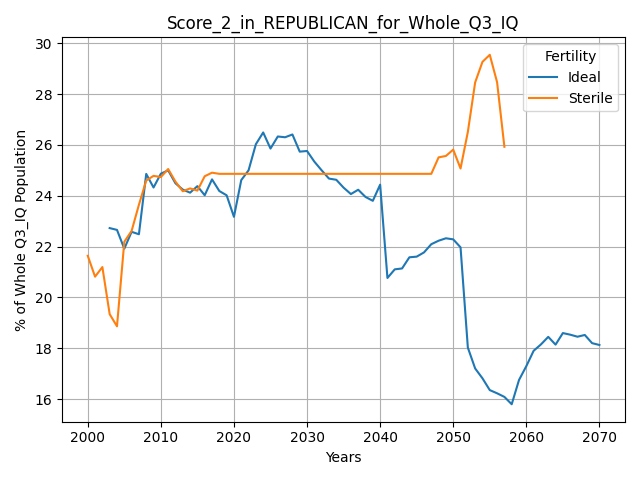 Score_2_in_REPUBLICAN_for_Whole_Q3_IQ
% of Whole Q3_IQ Population
30
28
26
24
22
20
18
16
Fertility
Ideal
Sterile
2000 2010 2020 2030 2040 2050 2060 2070
Years